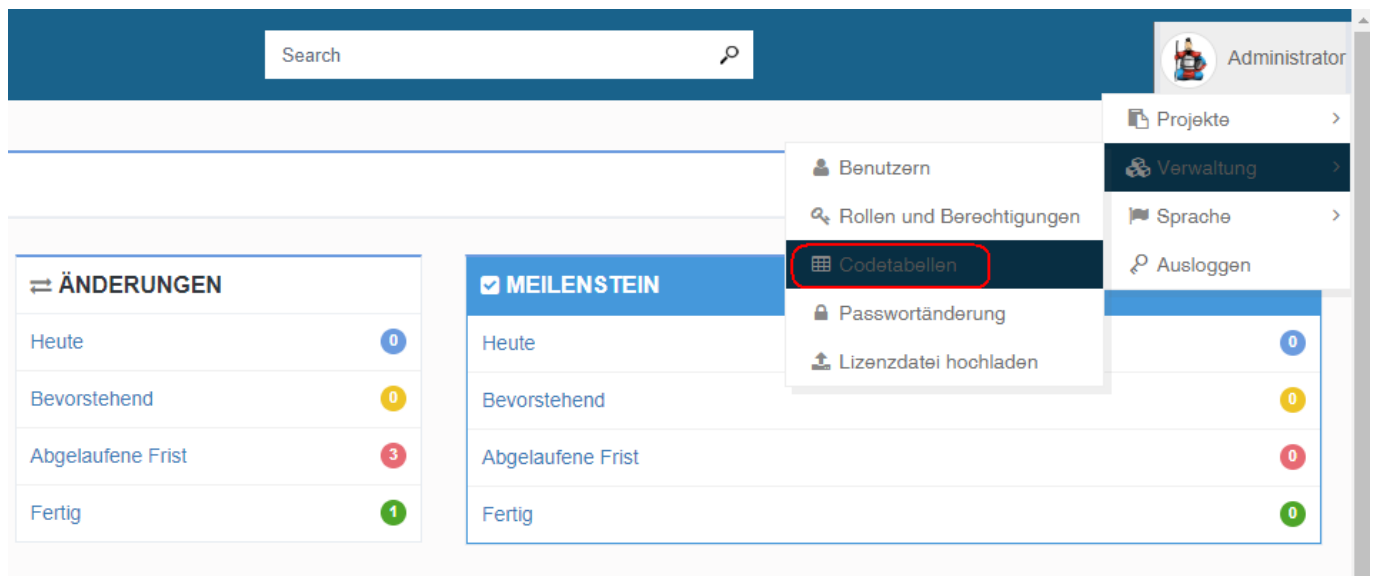 Search
Administrator
Projekte
Verwaltung
Sprache
Ausloggen
Benutzern
Rollen und Berechtigungen
Codetabellen
Passwortänderung
Lizenzdatei hochladen
ÄNDERUNGEN
Heute 0
Bevorstehend 0
Abgelaufene Frist 3
Fertig 1
MEILENSTEIN
Heute 0
Bevorstehend 0
Abgelaufene Frist 0
Fertig 0